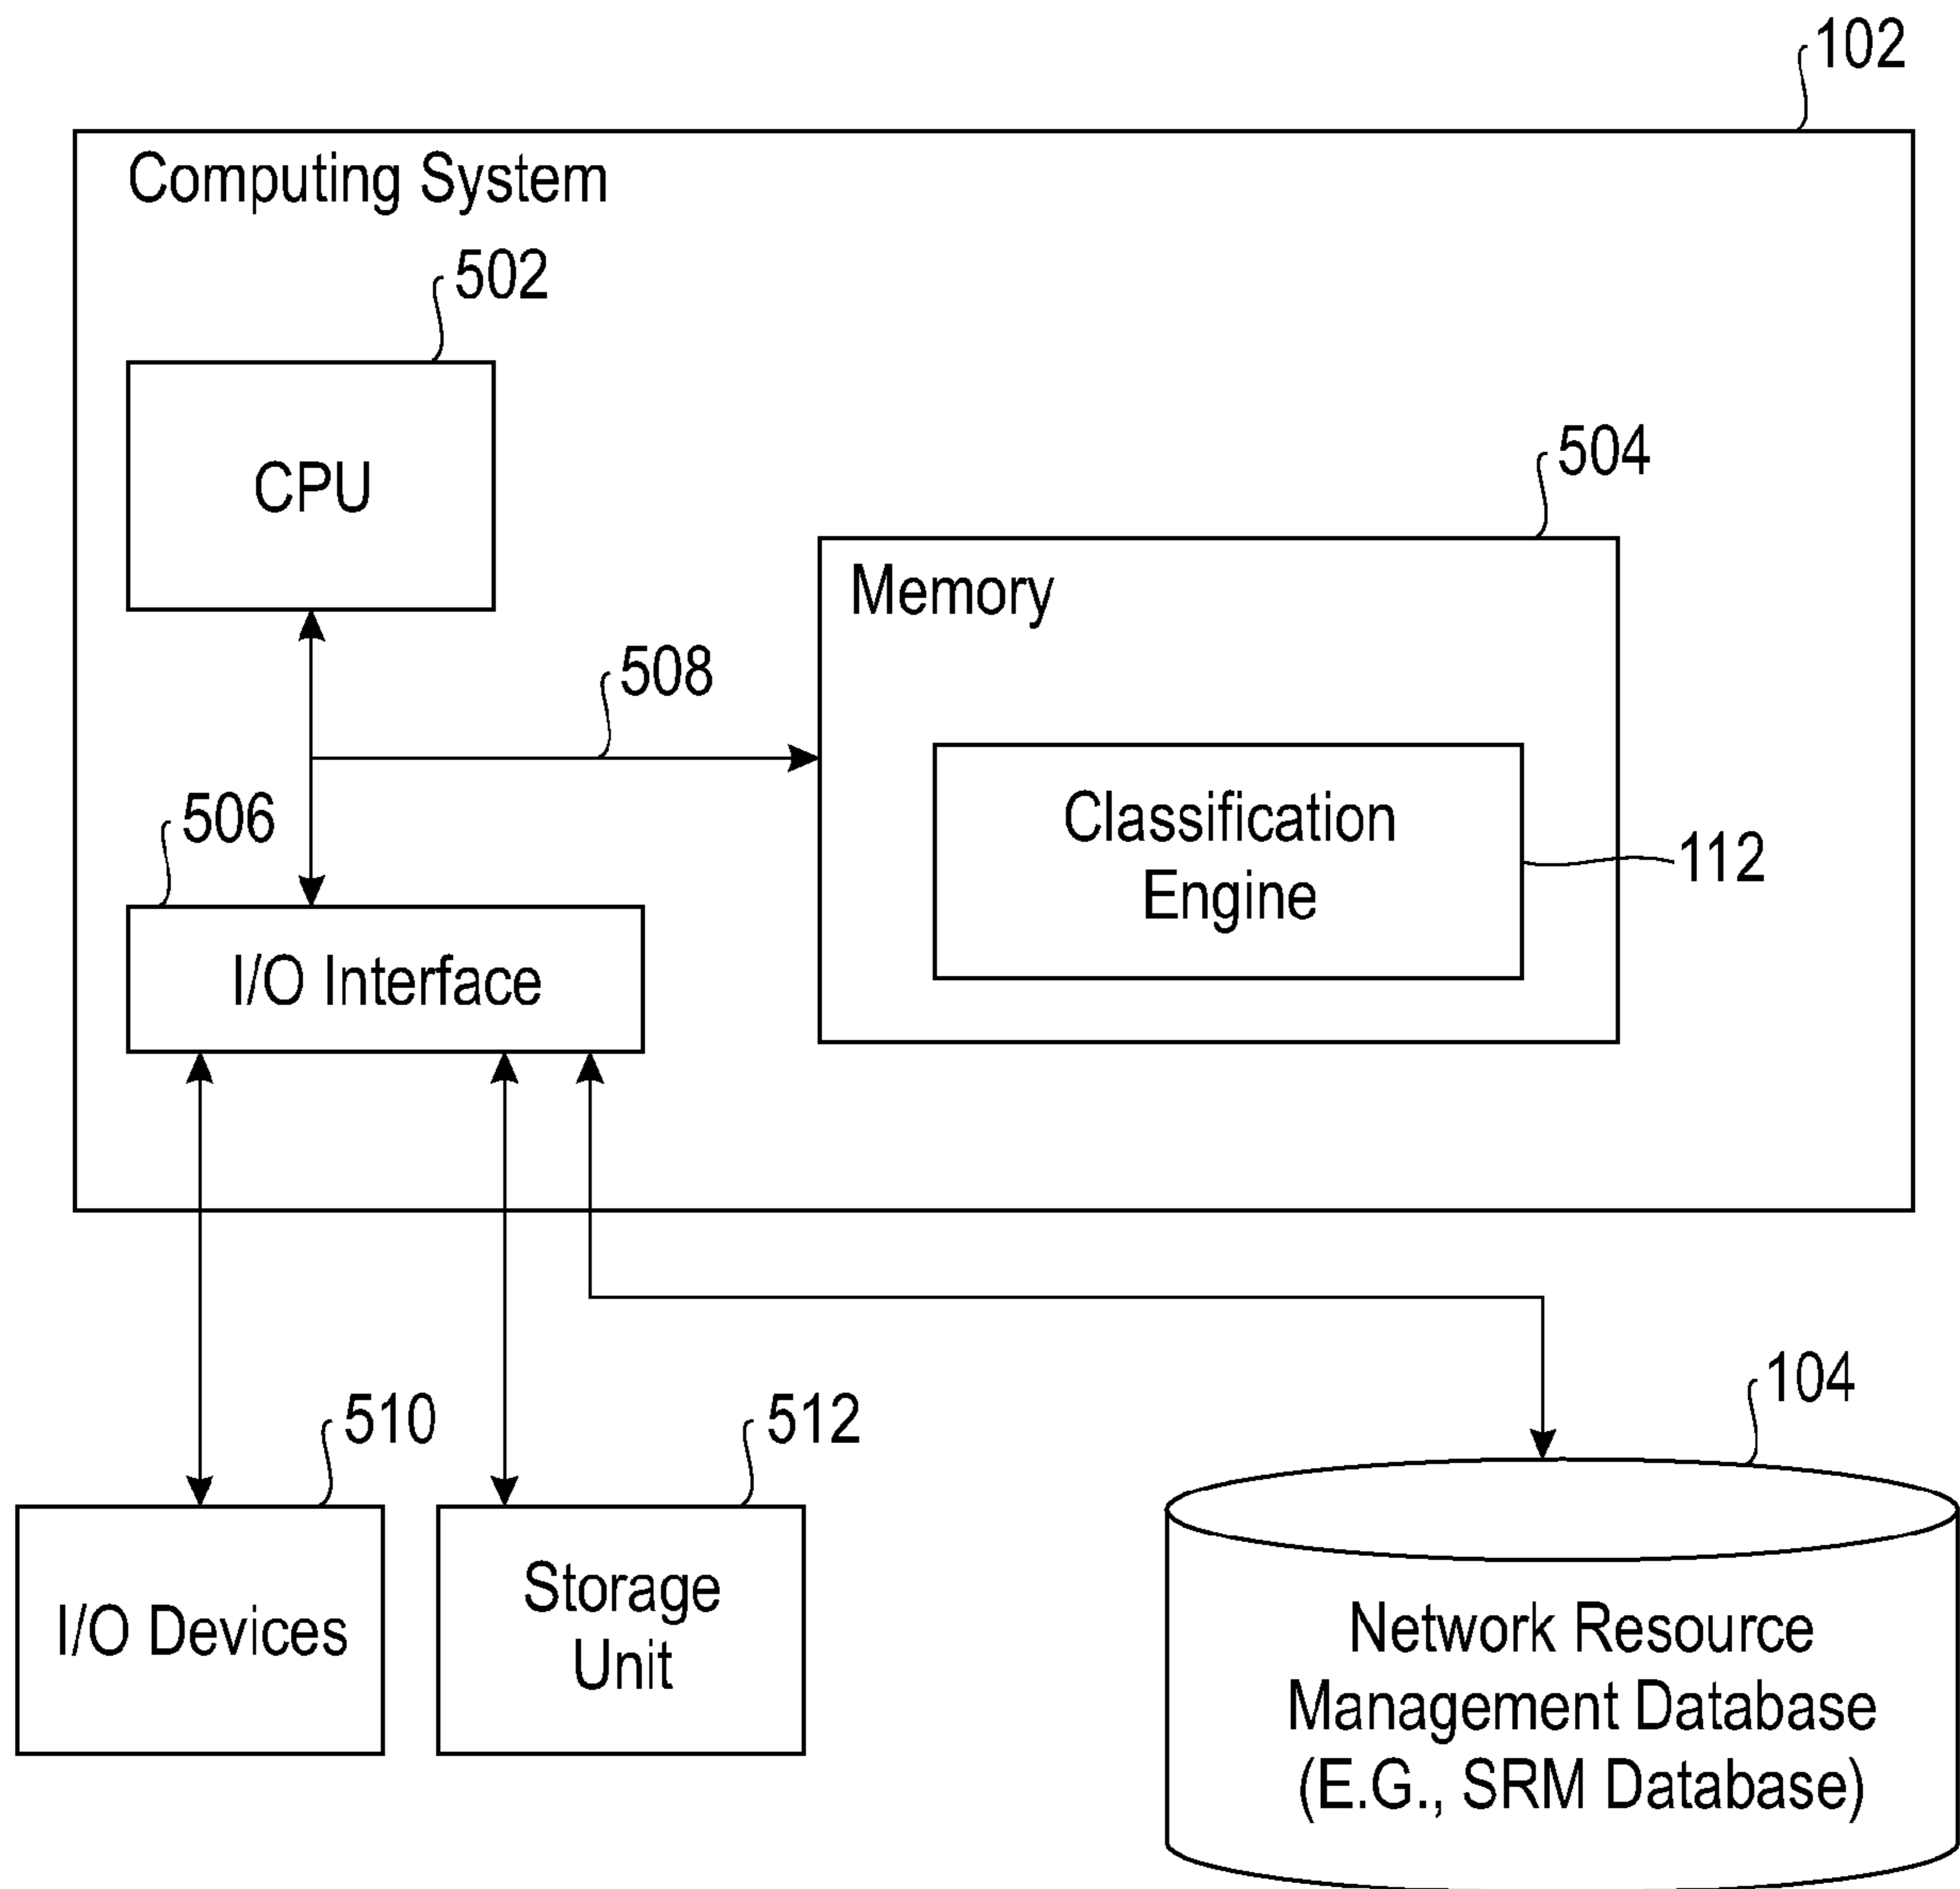 102
Computing System
502
CPU
504
Memory
508
506
Classification
Engine
112
I/O Interface
104
510
512
I/O Devices
Storage
Unit
Network Resource
Management Database
(E.G., SRM Database)